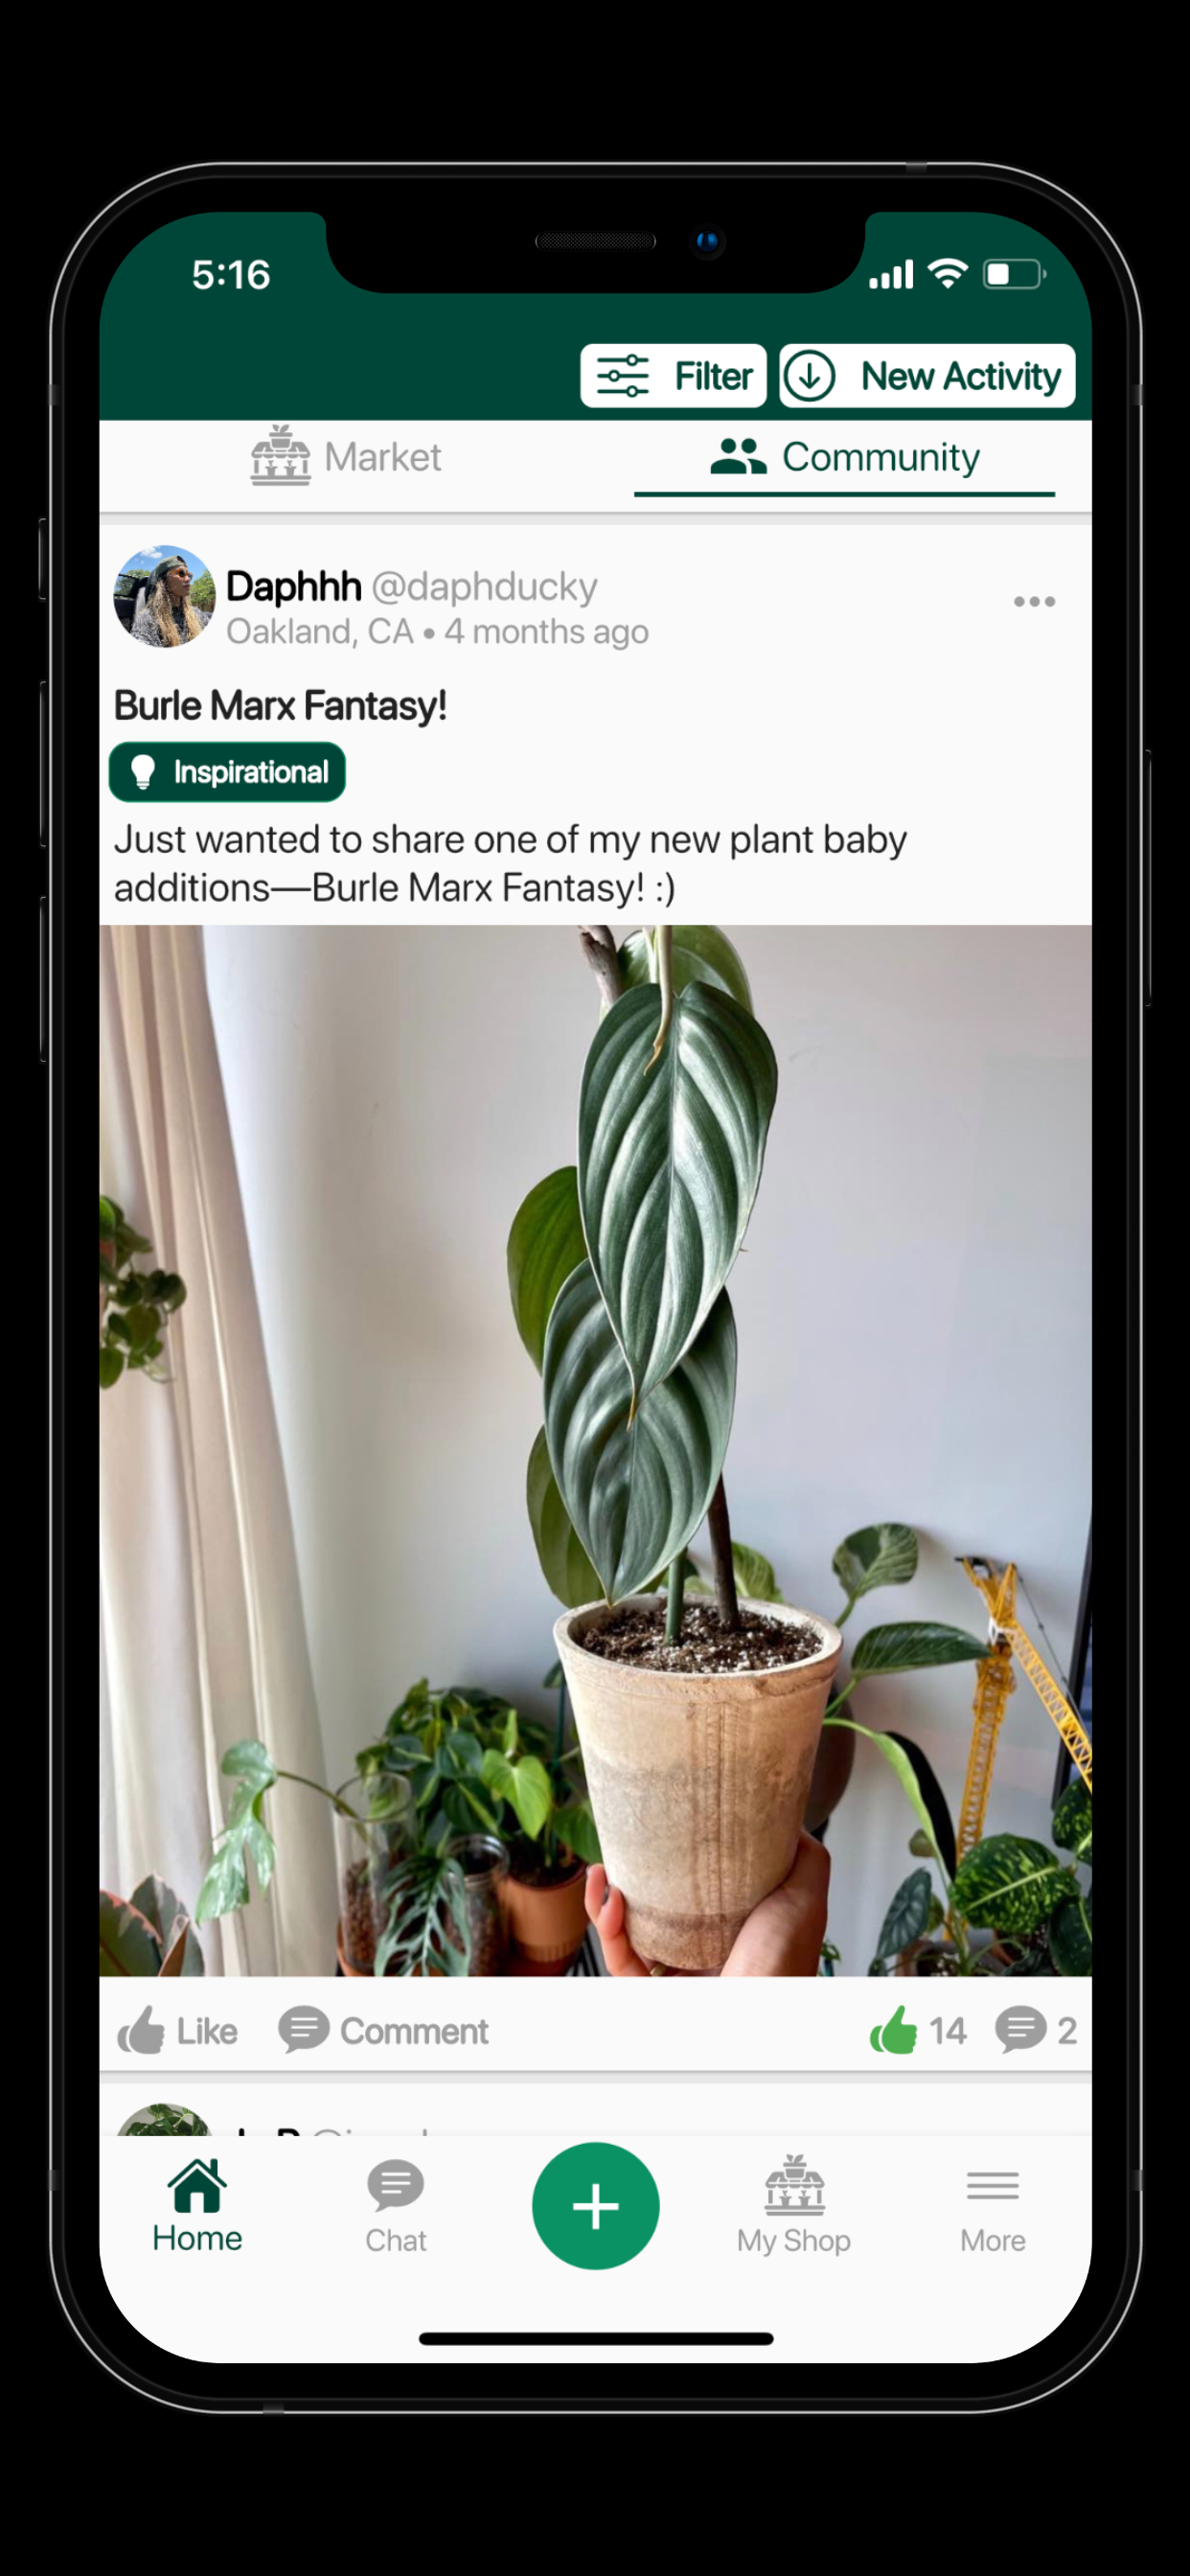 5:16
Filter
New Activity
Market
Community
Daphhh @daphducky
Oakland, CA • 4 months ago
Burle Marx Fantasy!
Inspirational
Just wanted to share one of my new plant baby
additions—Burle Marx Fantasy! :)
Like
Comment
14
2
Home
Chat
My Shop
More